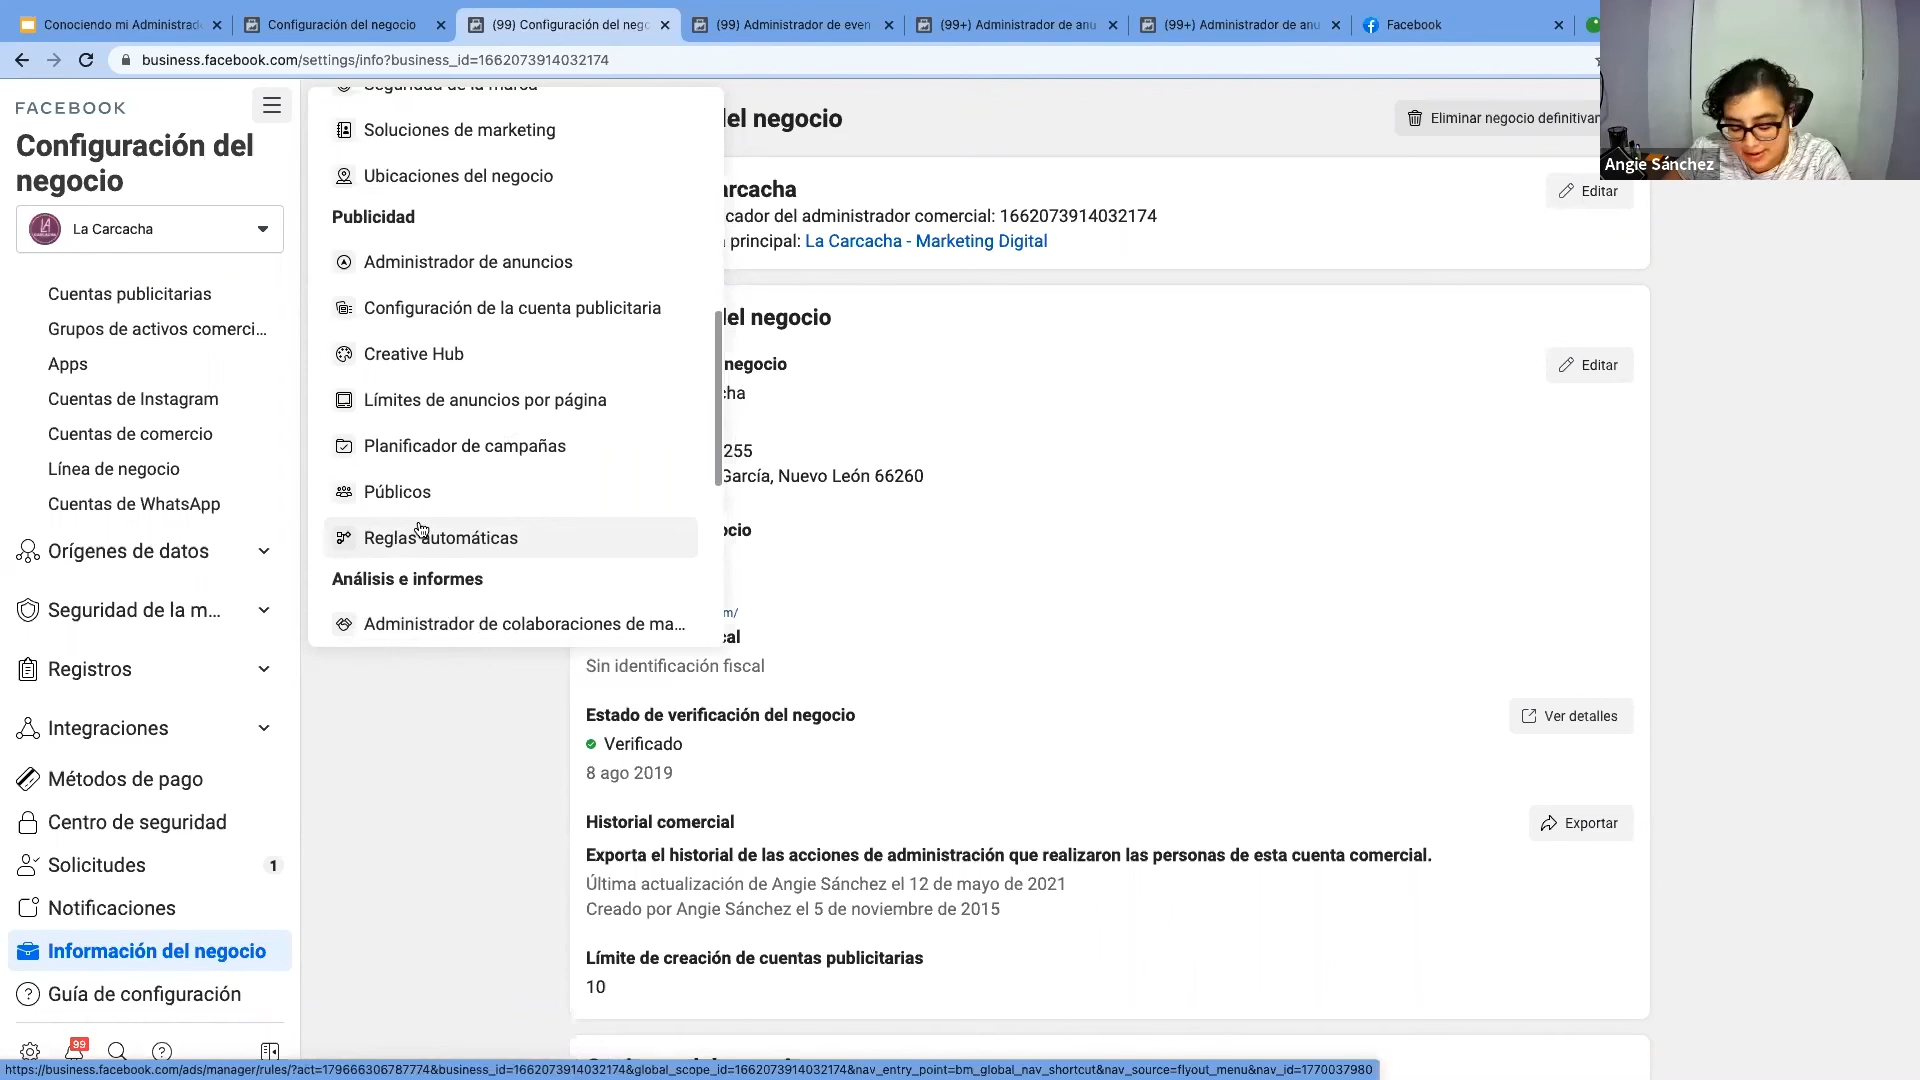 Conociendo mi Administrad
Configuración del negocio
(99) Configuración del nego
(99) Administrador de even
(99+) Administrador de anu
(99+) Administrador de anu
Facebook
business.facebook.com/settings/info?business_id=1662073914032174
FACEBOOK
Configuración del
negocio
La Carcacha
Cuentas publicitarias
Grupos de activos comerci...
Apps
Cuentas de Instagram
Cuentas de comercio
Línea de negocio
Cuentas de WhatsApp
Orígenes de datos
Seguridad de la m...
Registros
Integraciones
Métodos de pago
Centro de seguridad
Solicitudes 1
Notificaciones
Información del negocio
Guía de configuración
99
Seguridad de la marca
Soluciones de marketing
Ubicaciones del negocio
Publicidad
Administrador de anuncios
Configuración de la cuenta publicitaria
Creative Hub
Límites de anuncios por página
Planificador de campañas
Públicos
Reglas automáticas
Análisis e informes
Administrador de colaboraciones de ma...
del negocio
Eliminar negocio definitivar
arcacha
Editar
cador del administrador comercial: 1662073914032174
principal: La Carcacha - Marketing Digital
del negocio
negocio
Editar
cha
255
García, Nuevo León 66260
ocio
m/
cal
Sin identificación fiscal
Estado de verificación del negocio
Ver detalles
Verificado
8 ago 2019
Historial comercial
Exportar
Exporta el historial de las acciones de administración que realizaron las personas de esta cuenta comercial.
Última actualización de Angie Sánchez el 12 de mayo de 2021
Creado por Angie Sánchez el 5 de noviembre de 2015
Límite de creación de cuentas publicitarias
10
Angie Sánchez
https://business.facebook.com/ads/manager/rules/?act=179666306787774&business_id=1662073914032174&global_scope_id=1662073914032174&nav_entry_point=bm_global_nav_shortcut&nav_source=flyout_menu&nav_id=1770037980